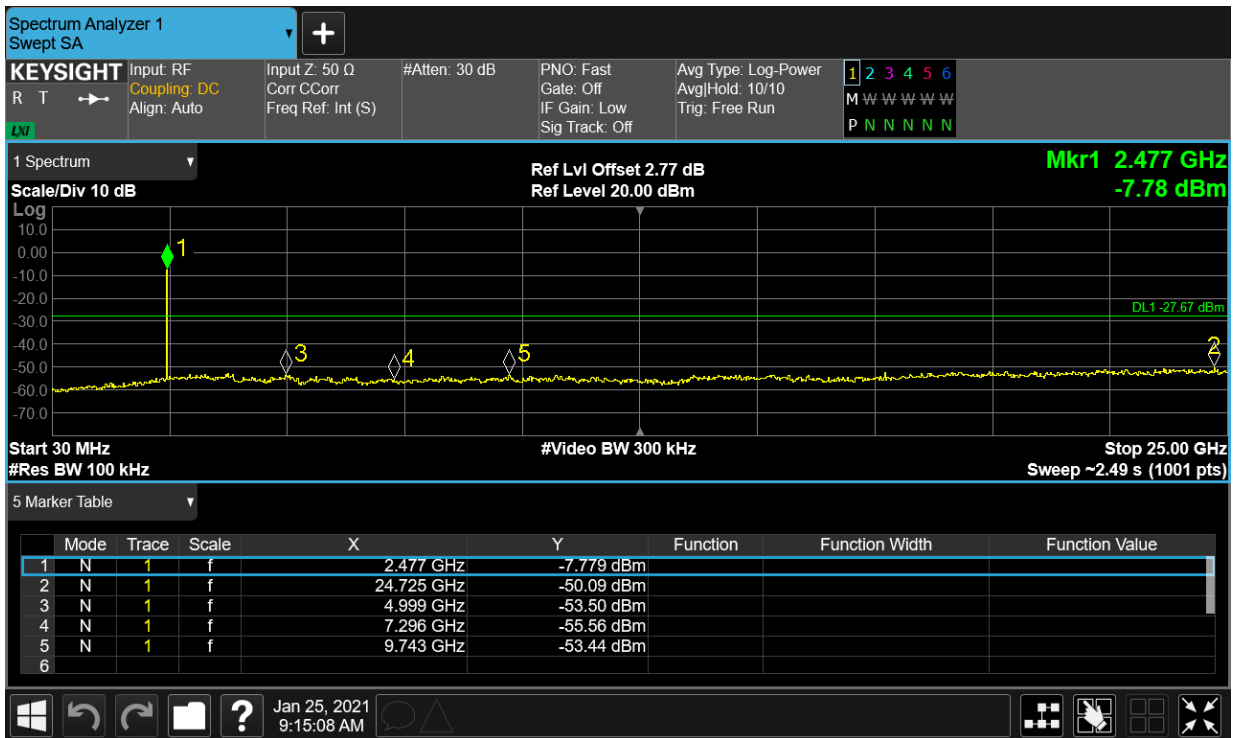 Spectrum Analyzer 1
Swept SA
+
KEYSIGHT Input: RF Input Z: 50 Ω #Atten: 30 dB PNO: Fast Avg Type: Log-Power 1 2 3 4 5 6
R T Coupling: DC Corr CCorr Gate: Off Avg|Hold: 10/10 M W W W W W
Align: Auto Freq Ref: Int (S) IF Gain: Low Trig: Free Run
LXI Sig Track: Off P N N N N N
1 Spectrum Ref Lvl Offset 2.77 dB Mkr1 2.477 GHz
Scale/Div 10 dB Ref Level 20.00 dBm -7.78 dBm
Log
10.0
0.00 1
-10.0
-20.0
DL1 -27.67 dBm
-30.0
-40.0 3 4 5 2
-50.0
-60.0
-70.0
Start 30 MHz #Video BW 300 kHz Stop 25.00 GHz
#Res BW 100 kHz Sweep ~2.49 s (1001 pts)
5 Marker Table
Mode Trace Scale X Y Function Function Width Function Value
1 N 1 f 2.477 GHz -7.779 dBm
2 N 1 f 24.725 GHz -50.09 dBm
3 N 1 f 4.999 GHz -53.50 dBm
4 N 1 f 7.296 GHz -55.56 dBm
5 N 1 f 9.743 GHz -53.44 dBm
6
? Jan 25, 2021
9:15:08 AM